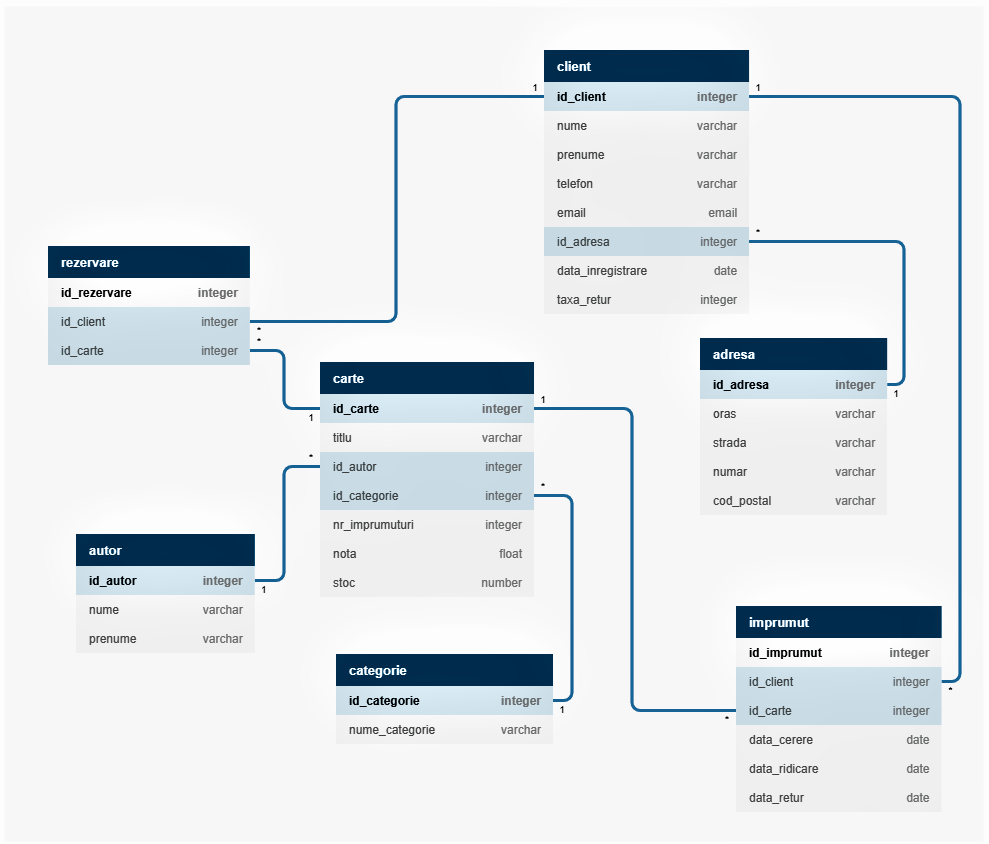 client
1 id_client integer 1
nume varchar
prenume varchar
telefon varchar
email email
id_adresa integer *
data_inregistrare date
taxa_retur integer
rezervare
id_rezervare integer
id_client integer *
id_carte integer *
adresa
id_adresa integer 1
oras varchar
strada varchar
numar varchar
cod_postal varchar
carte
1 id_carte integer 1
titlu varchar
* id_autor integer
id_categorie integer *
nr_imprumuturi integer
nota float
stoc number
autor
id_autor integer 1
nume varchar
prenume varchar
categorie
id_categorie integer 1
nume_categorie varchar
imprumut
id_imprumut integer
id_client integer *
* id_carte integer
data_cerere date
data_ridicare date
data_retur date